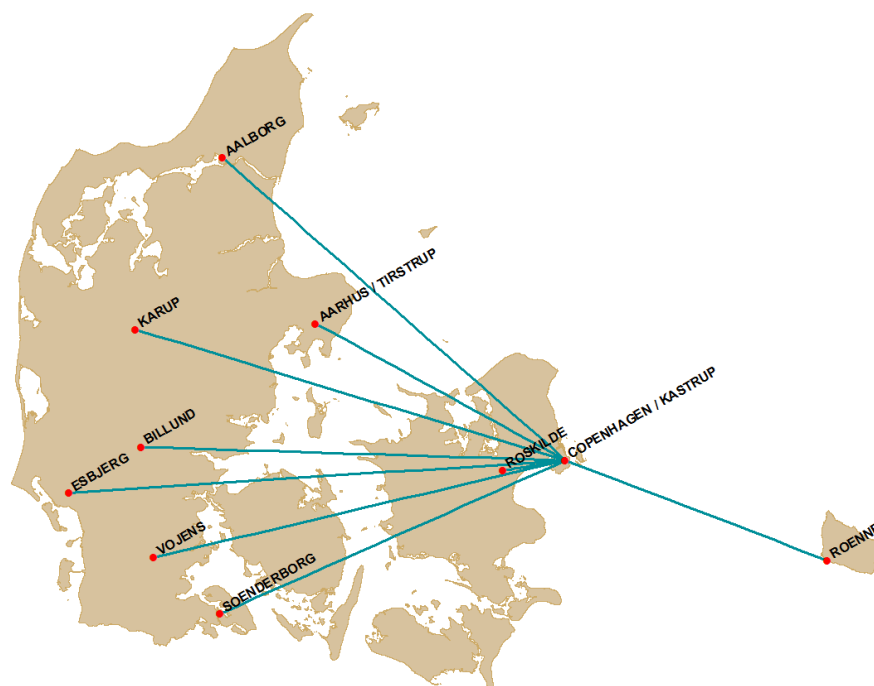 AALBORG
AARHUS / TIRSTRUP
KARUP
COPENHAGEN / KASTRUP
BILLUND
ROSKILDE
ESBJERG
VOJENS
ROENNE
SOENDERBORG